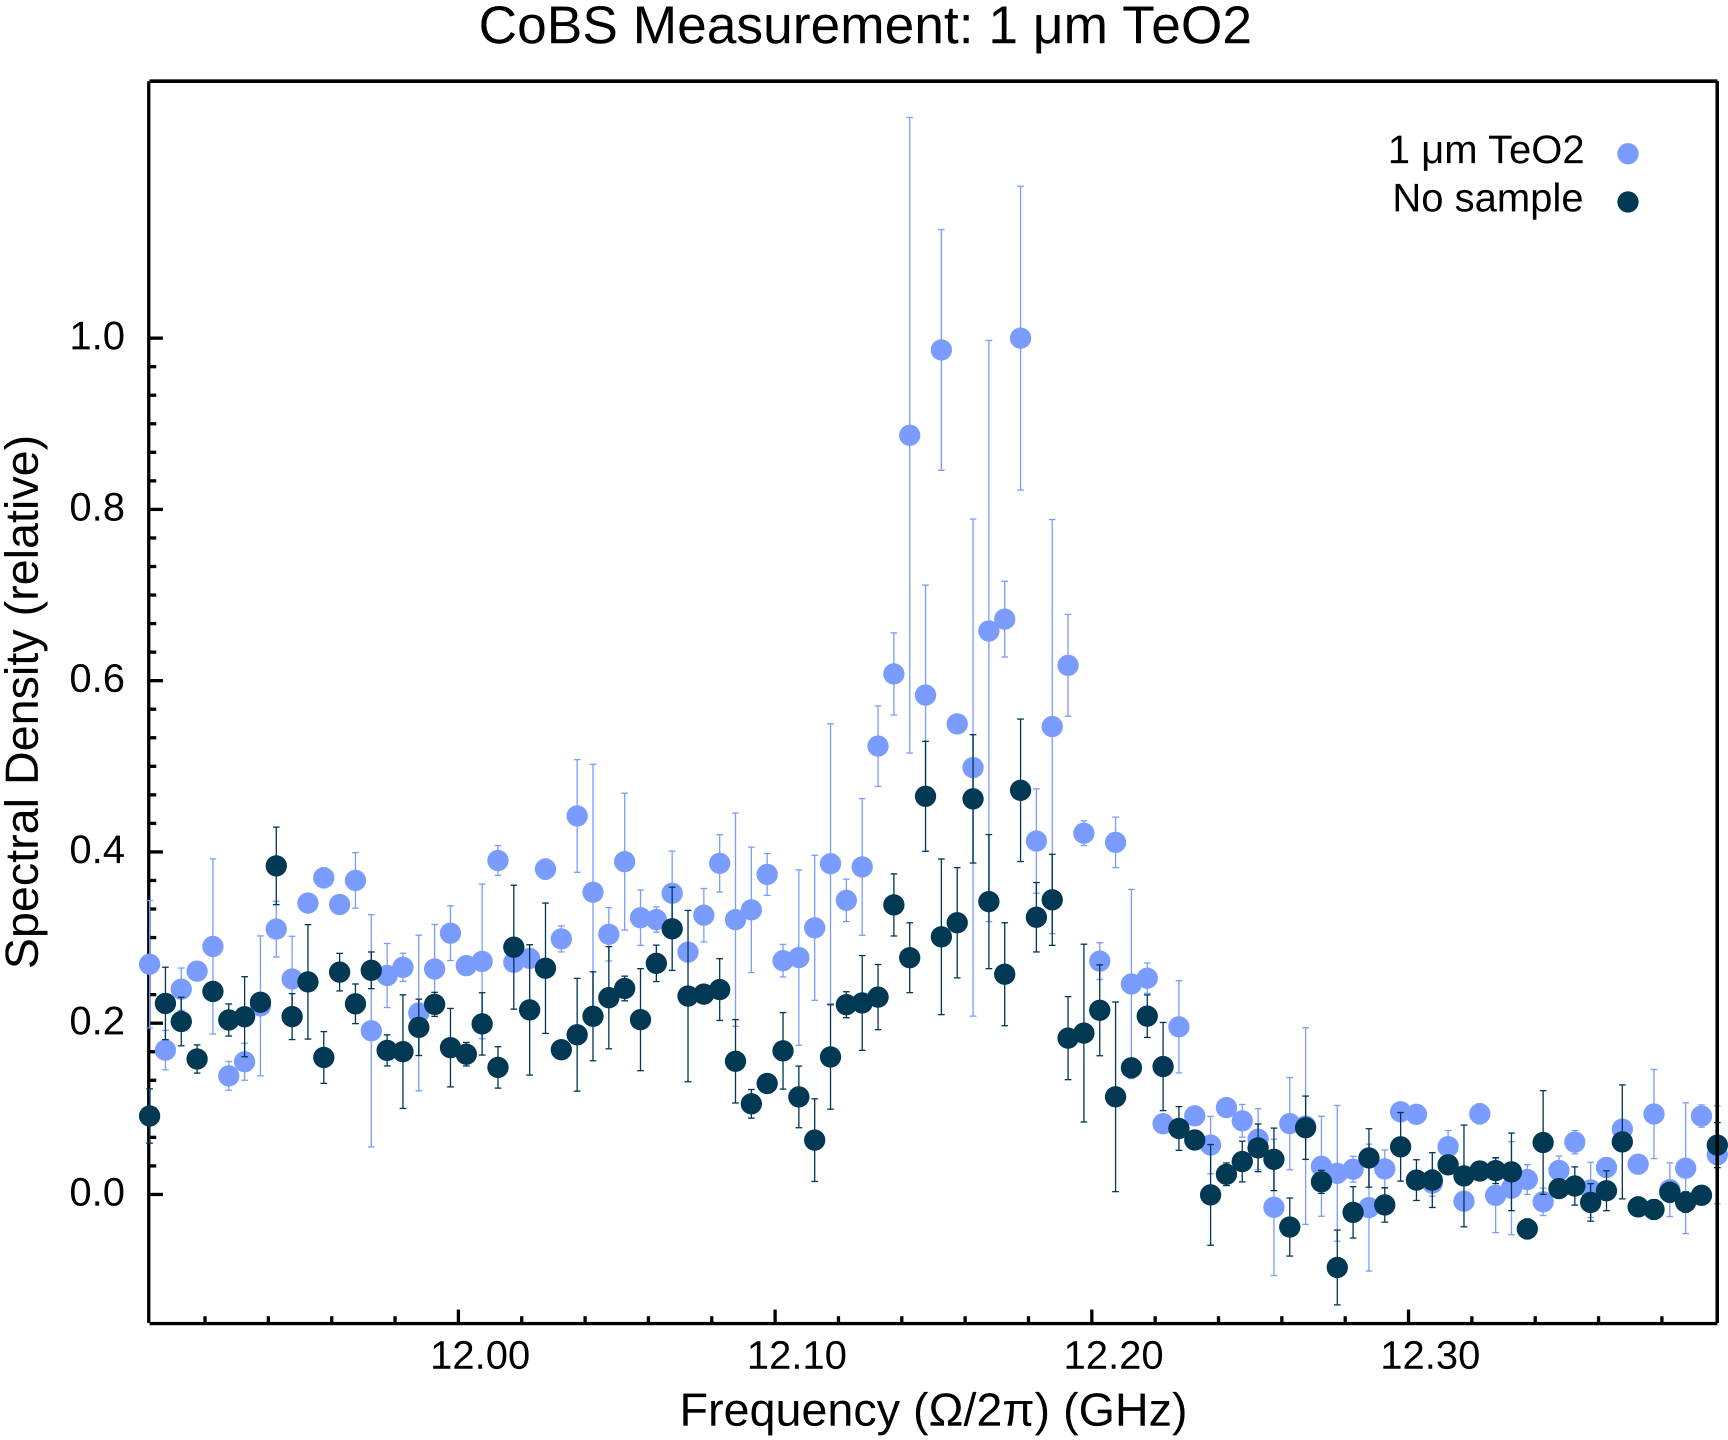 CoBS Measurement: 1 μm TeO2
1 μm TeO2
No sample
1.0
0.8
0.6
0.4
0.2
0.0
Spectral Density (relative)
12.00 12.10 12.20 12.30
Frequency (Ω/2π) (GHz)